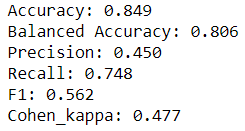 Accuracy: 0.849
Balanced Accuracy: 0.806
Precision: 0.450
Recall: 0.748
F1: 0.562
Cohen_kappa: 0.477